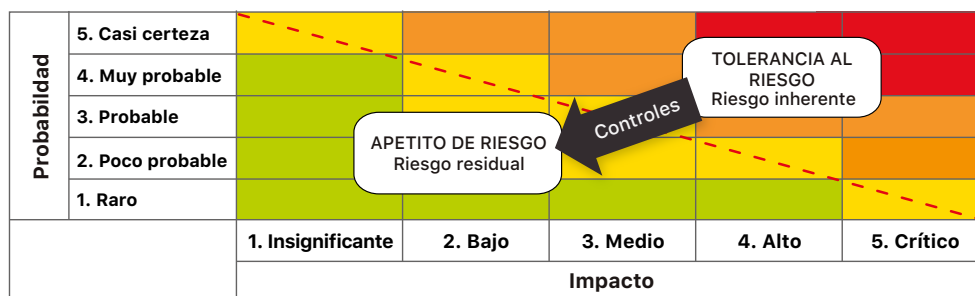 Probabilidad
5. Casi certeza
4. Muy probable
3. Probable
2. Poco probable
1. Raro
TOLERANCIA AL
RIESGO
Riesgo inherente
Controles
APETITO DE RIESGO
Riesgo residual
1. Insignificante
2. Bajo
3. Medio
4. Alto
5. Crítico
Impacto